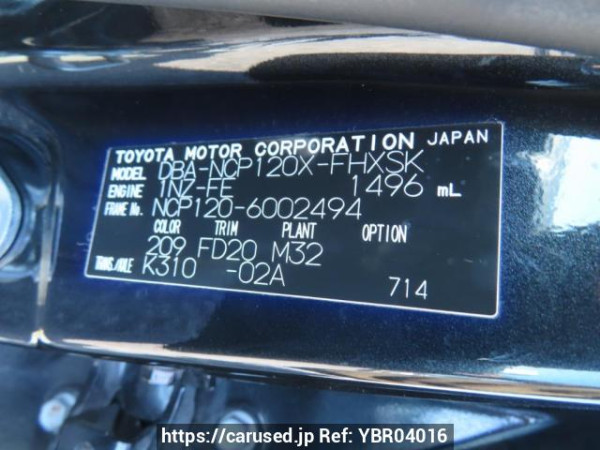 TOYOTA MOTOR CORPORATION JAPAN
MODEL DBA-NCP120X-FHXSK
ENGINE 1NZ-FE 1496 mL
FRAME No. NCP120-6002494
COLOR TRIM PLANT OPTION
209 FD20 M32
TRANS./AXLE K310 -02A
714
https://carused.jp Ref: YBR04016